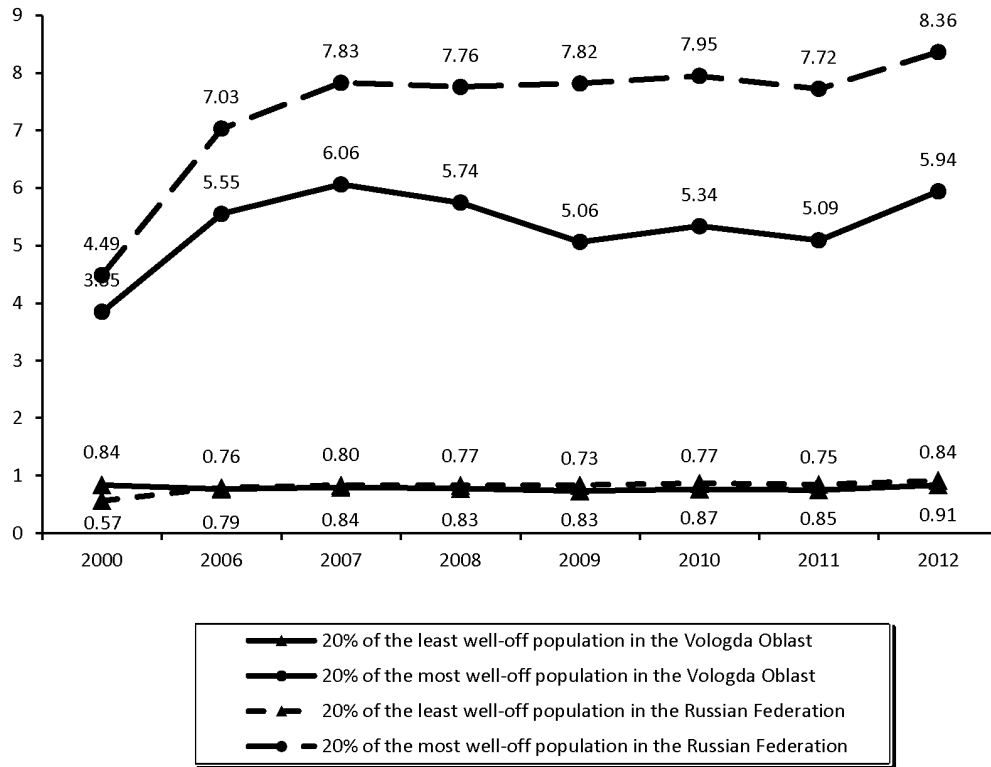 9
8.36
7.83 7.76 7.82 7.95 7.72
8
7.03
7
6.06
5.55 5.74 5.94
6
5.34
5.06 5.09
5
4.49
3.85
4
3
2
0.84 0.76 0.80 0.77 0.73 0.77 0.75 0.84
1
0.57 0.79 0.84 0.83 0.83 0.87 0.85 0.91
0
2000 2006 2007 2008 2009 2010 2011 2012
20% of the least well-off population in the Vologda Oblast
20% of the most well-off population in the Vologda Oblast
20% of the least well-off population in the Russian Federation
20% of the most well-off population in the Russian Federation